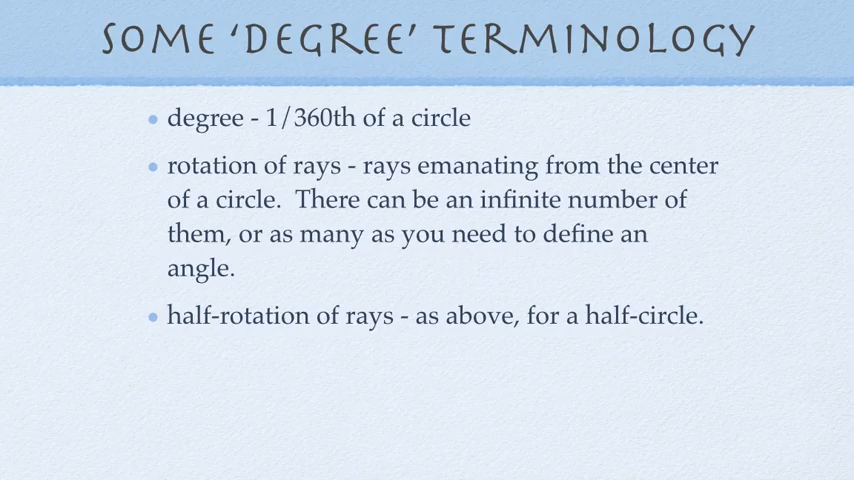 SOME ‘DEGREE’ TERMINOLOGY
• degree - 1/360th of a circle
• rotation of rays - rays emanating from the center
of a circle.  There can be an infinite number of
them, or as many as you need to define an
angle.
• half-rotation of rays - as above, for a half-circle.